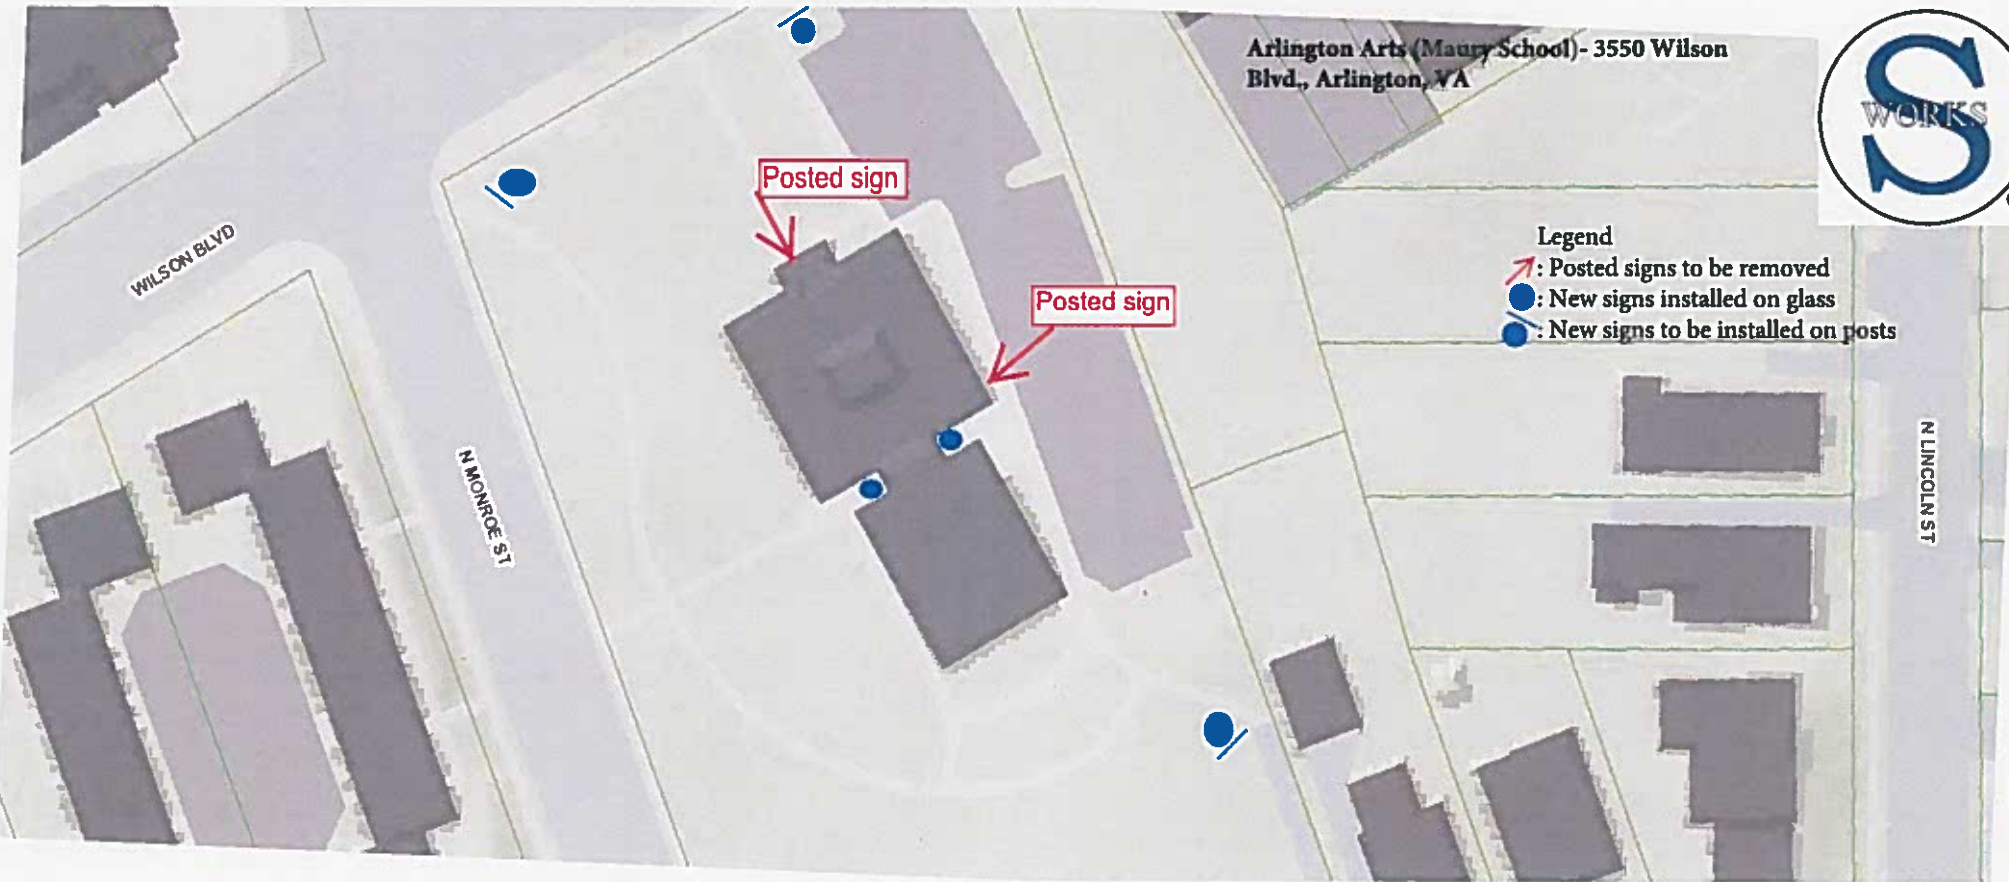 Arlington Arts (Maury School)- 3550 Wilson
Blvd., Arlington, VA
S
WORKS
Posted sign
Posted sign
WILSON BLVD
N MONROE ST
N LINCOLN ST
Legend
: Posted signs to be removed
: New signs installed on glass
: New signs to be installed on posts